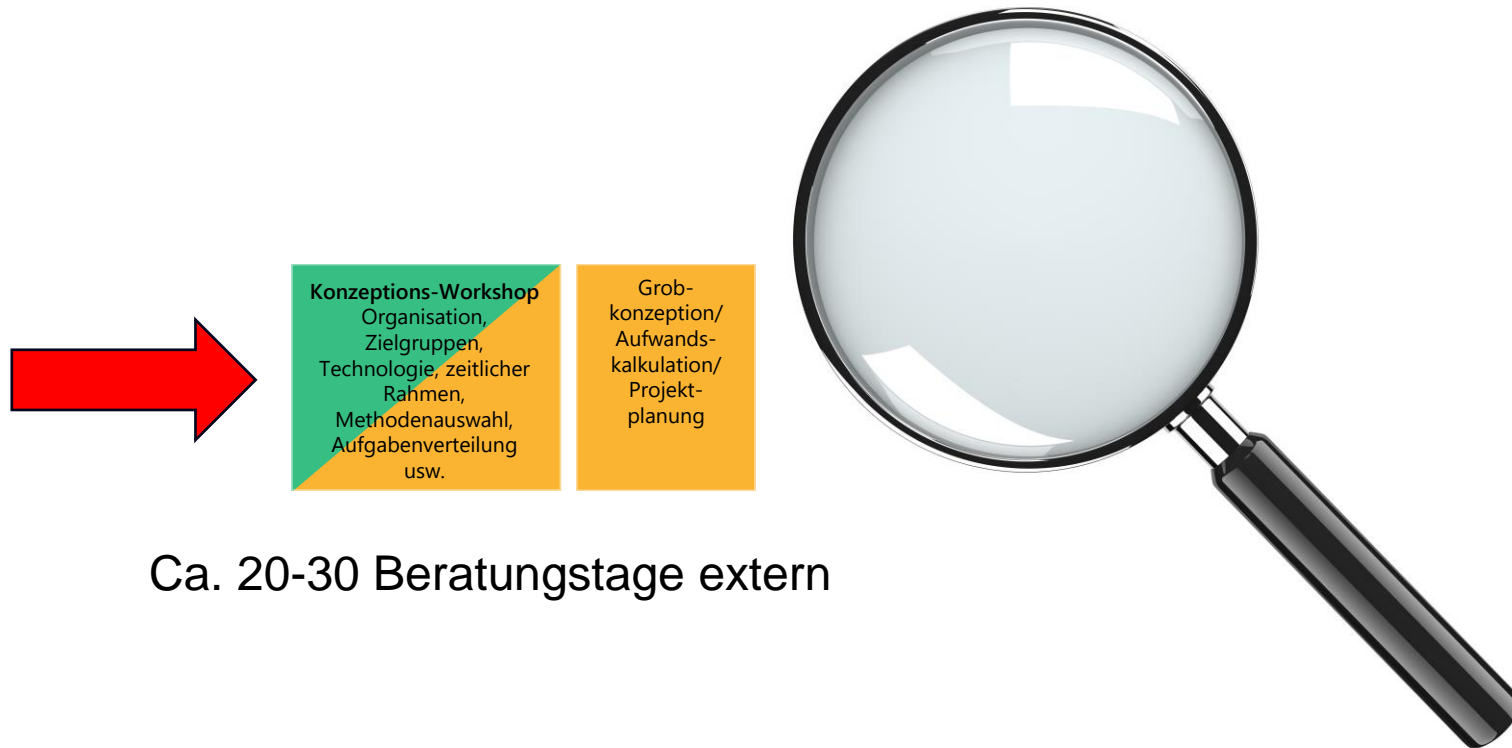 Konzeptions-Workshop
Organisation,
Zielgruppen,
Technologie, zeitlicher
Rahmen,
Methodenauswahl,
Aufgabenverteilung
usw.
Grob-
konzeption/
Aufwands-
kalkulation/
Projekt-
planung
Ca. 20-30 Beratungstage extern